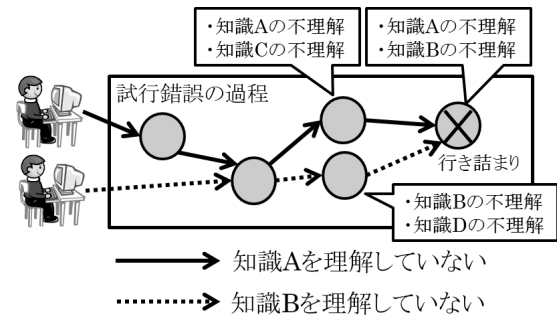 ・知識Aの不理解
・知識Cの不理解
・知識Aの不理解
・知識Bの不理解
試行錯誤の過程
行き詰まり
・知識Bの不理解
・知識Dの不理解
知識Aを理解していない
知識Bを理解していない